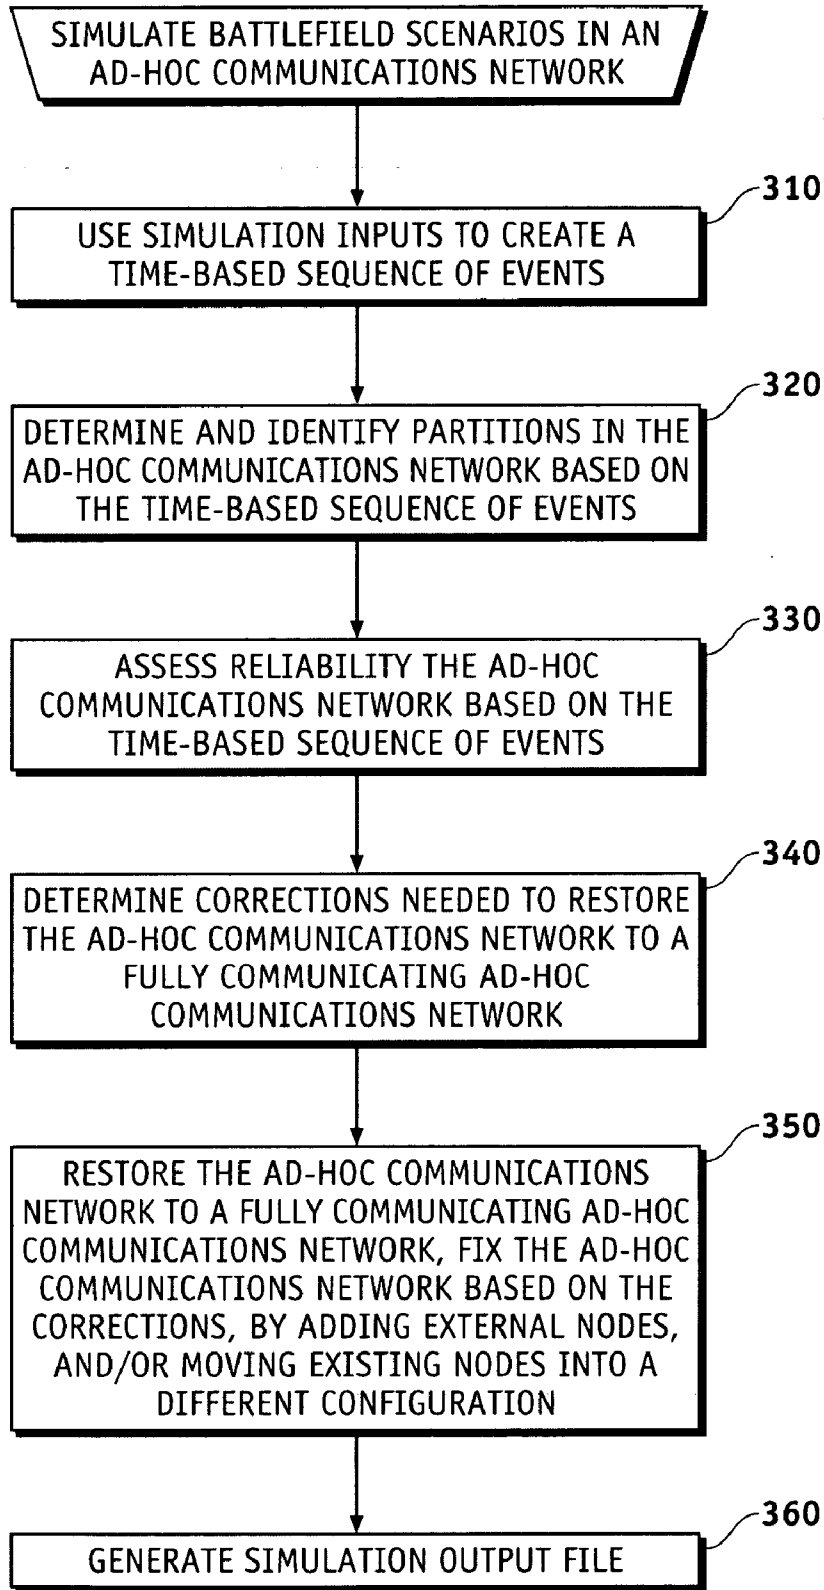 SIMULATE BATTLEFIELD SCENARIOS IN AN
AD-HOC COMMUNICATIONS NETWORK
310
USE SIMULATION INPUTS TO CREATE A
TIME-BASED SEQUENCE OF EVENTS
320
DETERMINE AND IDENTIFY PARTITIONS IN THE
AD-HOC COMMUNICATIONS NETWORK BASED ON
THE TIME-BASED SEQUENCE OF EVENTS
330
ASSESS RELIABILITY THE AD-HOC
COMMUNICATIONS NETWORK BASED ON THE
TIME-BASED SEQUENCE OF EVENTS
340
DETERMINE CORRECTIONS NEEDED TO RESTORE
THE AD-HOC COMMUNICATIONS NETWORK TO A
FULLY COMMUNICATING AD-HOC
COMMUNICATIONS NETWORK
350
RESTORE THE AD-HOC COMMUNICATIONS
NETWORK TO A FULLY COMMUNICATING AD-HOC
COMMUNICATIONS NETWORK, FIX THE AD-HOC
COMMUNICATIONS NETWORK BASED ON THE
CORRECTIONS, BY ADDING EXTERNAL NODES,
AND/OR MOVING EXISTING NODES INTO A
DIFFERENT CONFIGURATION
360
GENERATE SIMULATION OUTPUT FILE